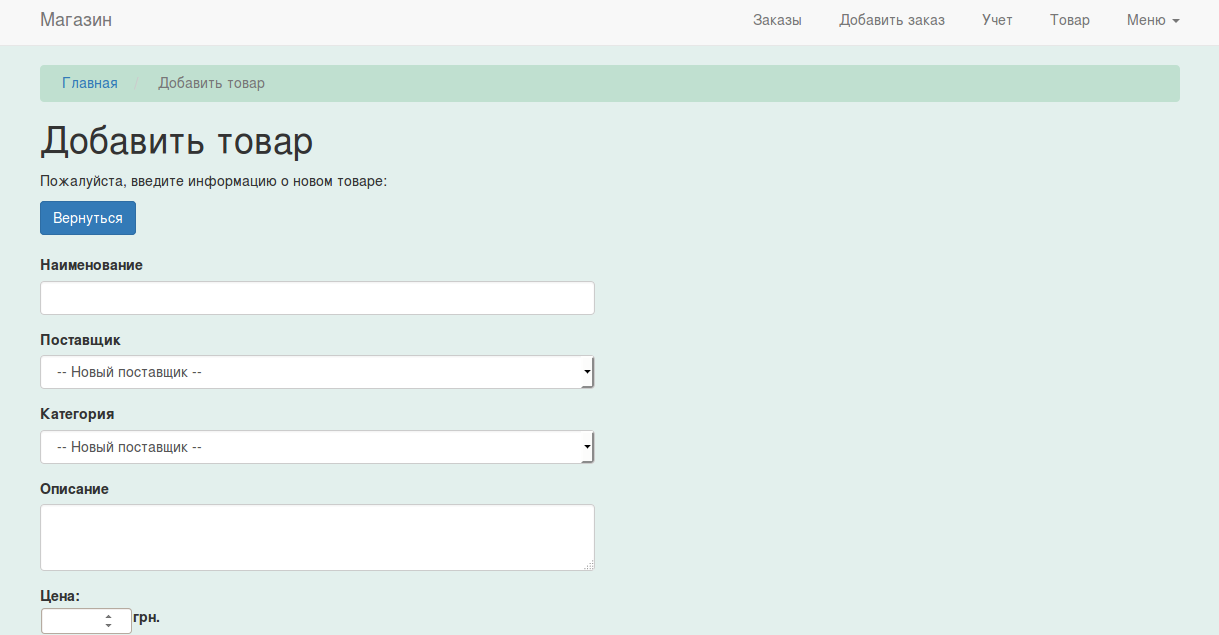 Магазин Заказы Добавить заказ Учет Товар Меню
Главная / Добавить товар
Добавить товар
Пожалуйста, введите информацию о новом товаре:
Вернуться
Наименование
Поставщик
-- Новый поставщик --
Категория
-- Новый поставщик --
Описание
Цена:
грн.